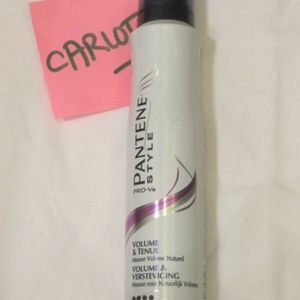 CARLOT
PANTENE
STYLE
PRO-V
VOLUME
& TENUE
Mousse Volume Naturel
VOLUME &
VERSTEVIGING
Mousse voor Natuurlijk Volume